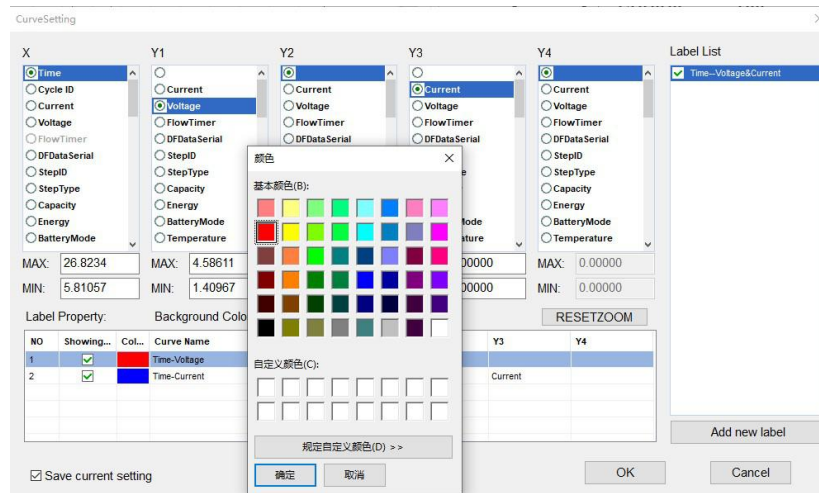 CurveSetting
X Y1 Y2 Y3 Y4 Label List
Time
Cycle ID
Current
Voltage
FlowTimer
DFDataSerial
StepID
StepType
Capacity
Energy
BatteryMode
MAX: 26.8234
MIN: 5.81057
Current
Voltage
FlowTimer
DFDataSerial
StepID
StepType
Capacity
Energy
BatteryMode
Temperature
MAX: 4.58611
MIN: 1.40967
Current
Voltage
FlowTimer
DFDataSerial
Current
Voltage
FlowTimer
DFDataSerial
Current
Voltage
FlowTimer
DFDataSerial
StepID
StepType
Capacity
Energy
BatteryMode
Temperature
MAX: 0.00000
MIN: 0.00000
Time--Voltage&Current
颜色
基本颜色(B):
自定义颜色(C):
规定自定义颜色(D) >>
确定 取消
Label Property: Background Colo RESETZOOM
NO Showing... Col... Curve Name Y3 Y4
1 Time-Voltage
2 Time-Current Current
Add new label
Save current setting OK Cancel